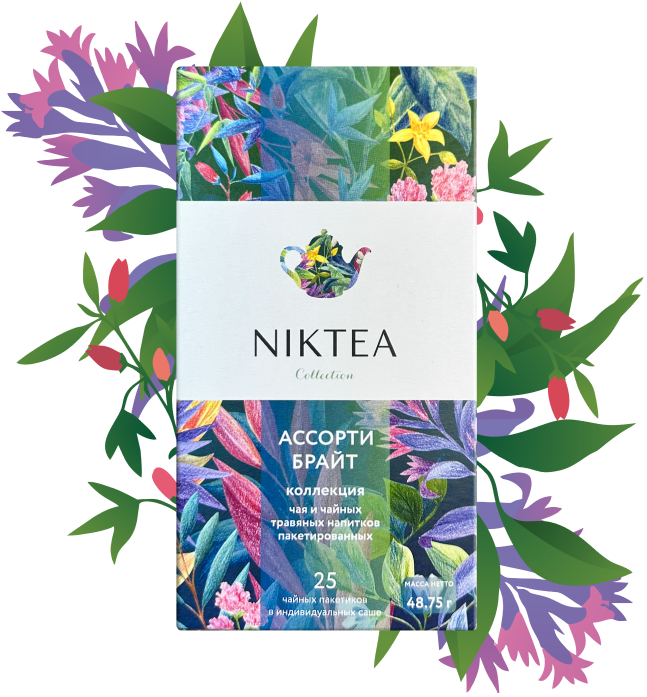 NIKTEA
Collection
АССОРТИ
БРАЙТ
коллекция
чая и чайных
травяных напитков
пакетированных
25
чайных пакетиков
в индивидуальных саше
МАССА НЕТТО
48.75 г